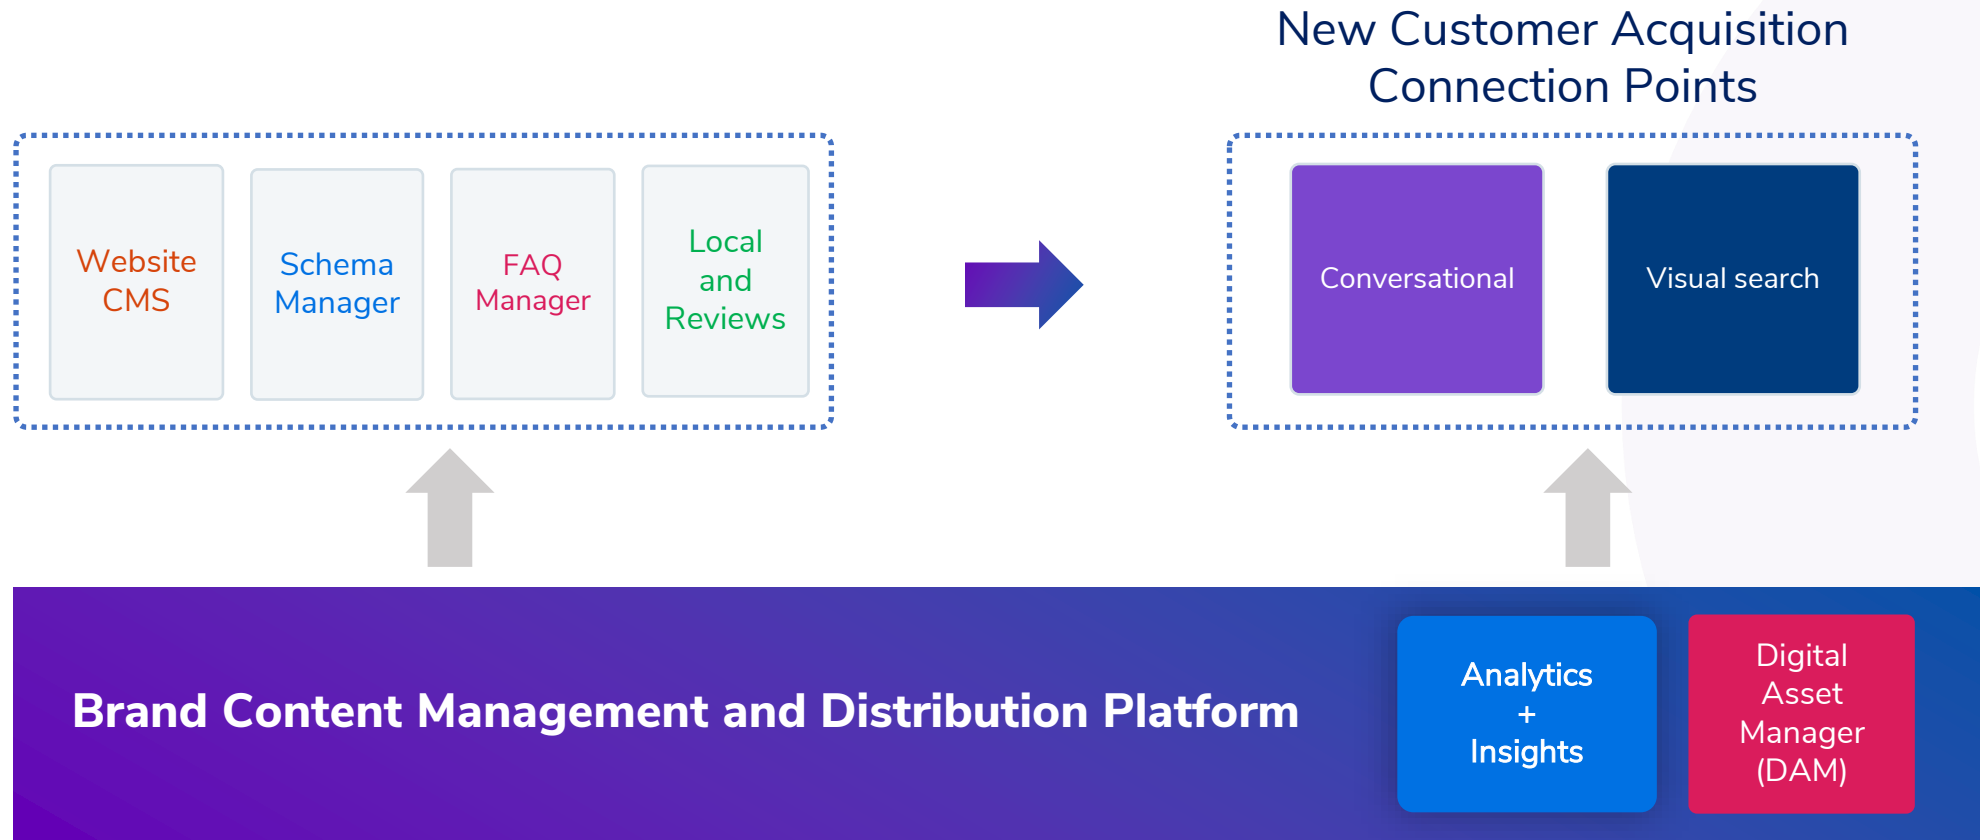 New Customer Acquisition
Connection Points
Website
CMS
Schema
Manager
FAQ
Manager
Local
and
Reviews
Conversational
Visual search
Brand Content Management and Distribution Platform
Analytics
+
Insights
Digital
Asset
Manager
(DAM)